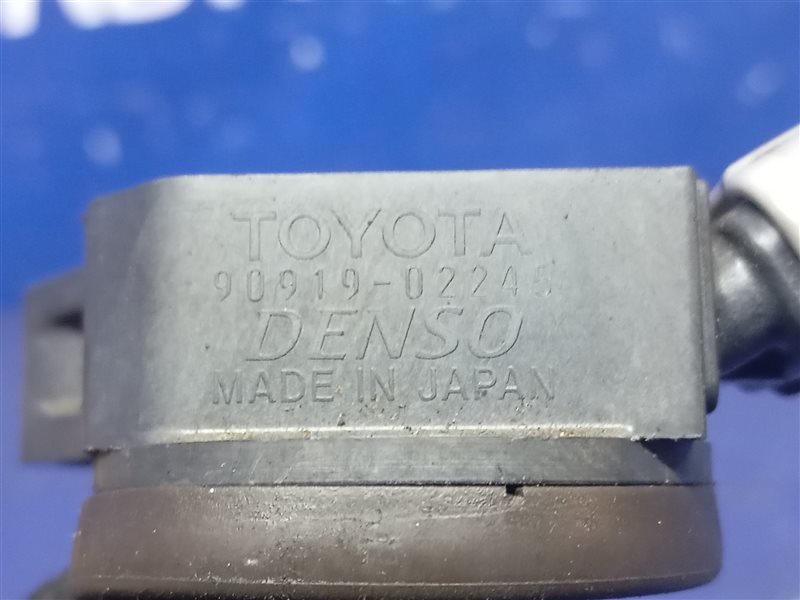 TOYOTA
90919-02245
DENSO
MADE IN JAPAN